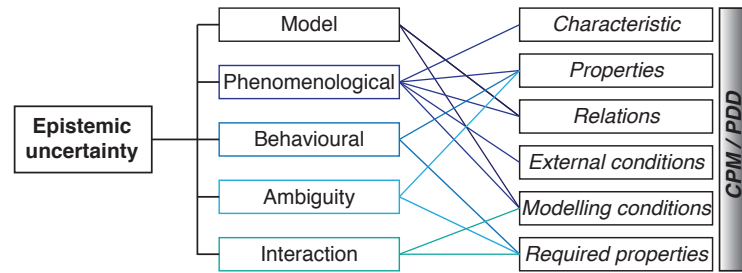 Epistemic
uncertainty
Model
Phenomenological
Behavioural
Ambiguity
Interaction
Characteristic
Properties
Relations
External conditions
Modelling conditions
Required properties
CPM / PDD